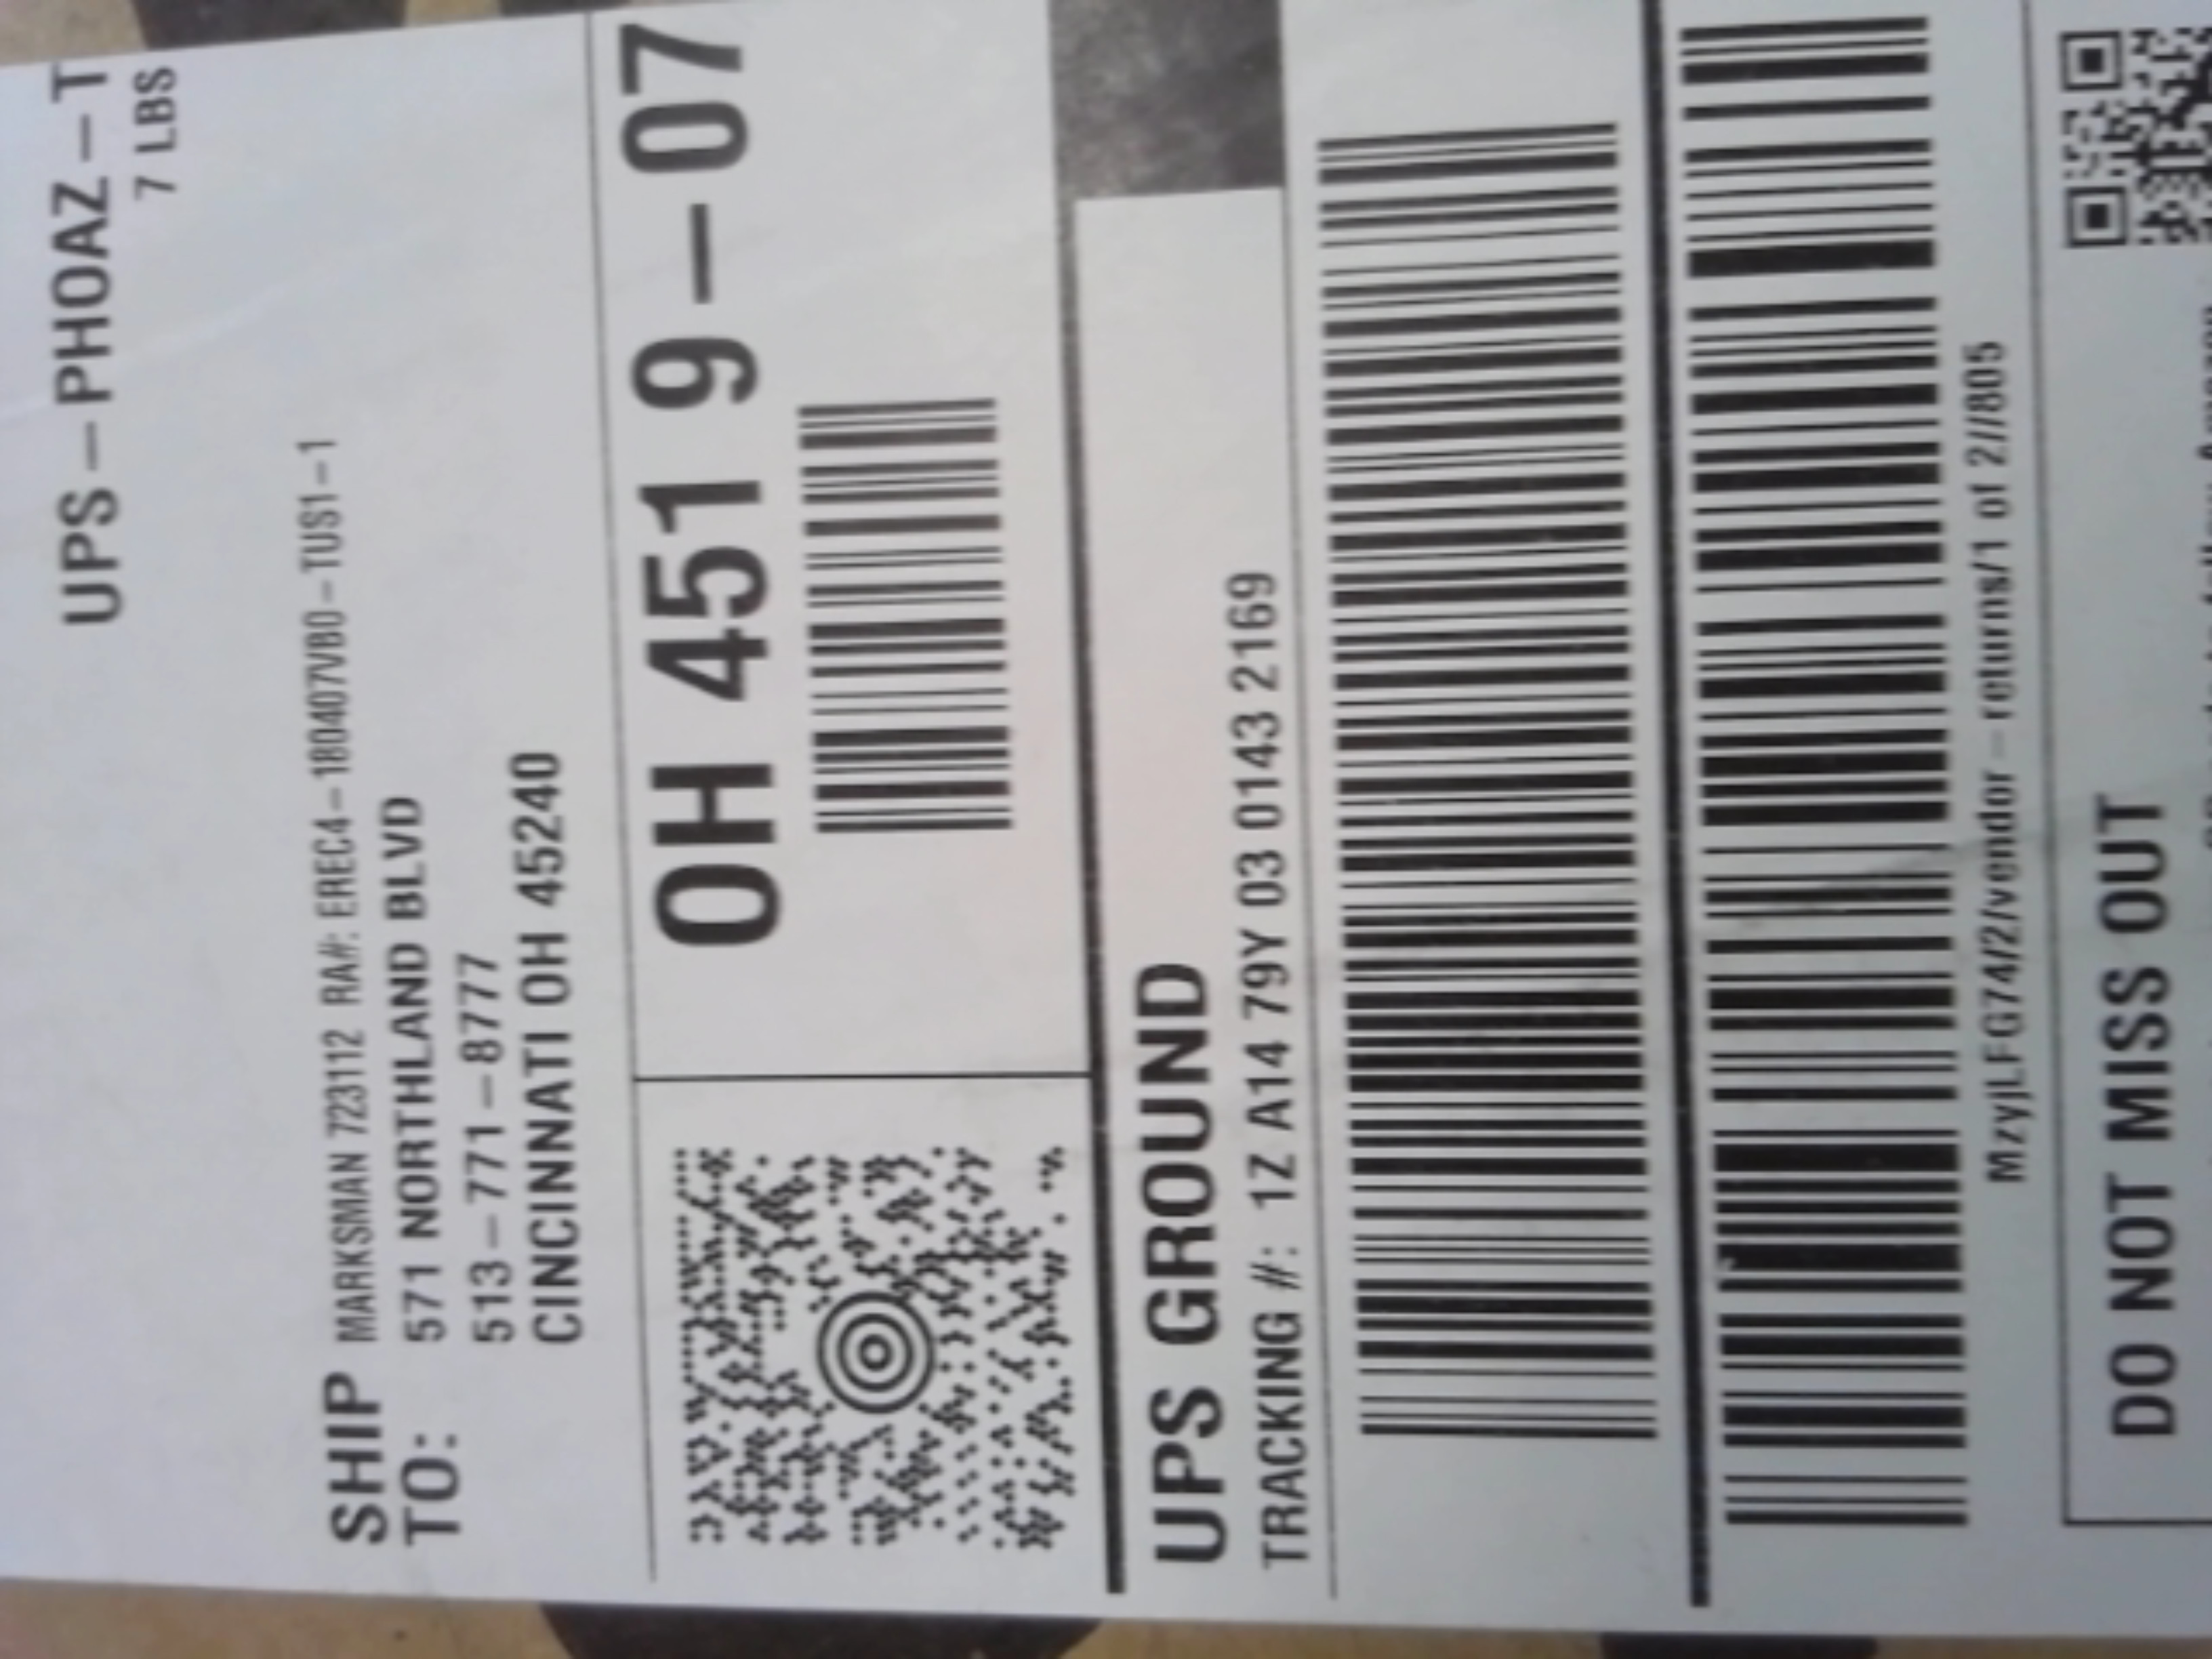 UPS-PHOAZ-T
7 LBS
SHIP TO:
MARKSMAN 723112 RA#: EREC4-180407VB0-TUS1-1
571 NORTHLAND BLVD
513-771-8777
CINCINNATI OH 45240
OH 451 9-07
UPS GROUND
TRACKING #: 1Z A14 79Y 03 0143 2169
MzyjLFG74/2/vendor-returns/1 of 2//805
DO NOT MISS OUT